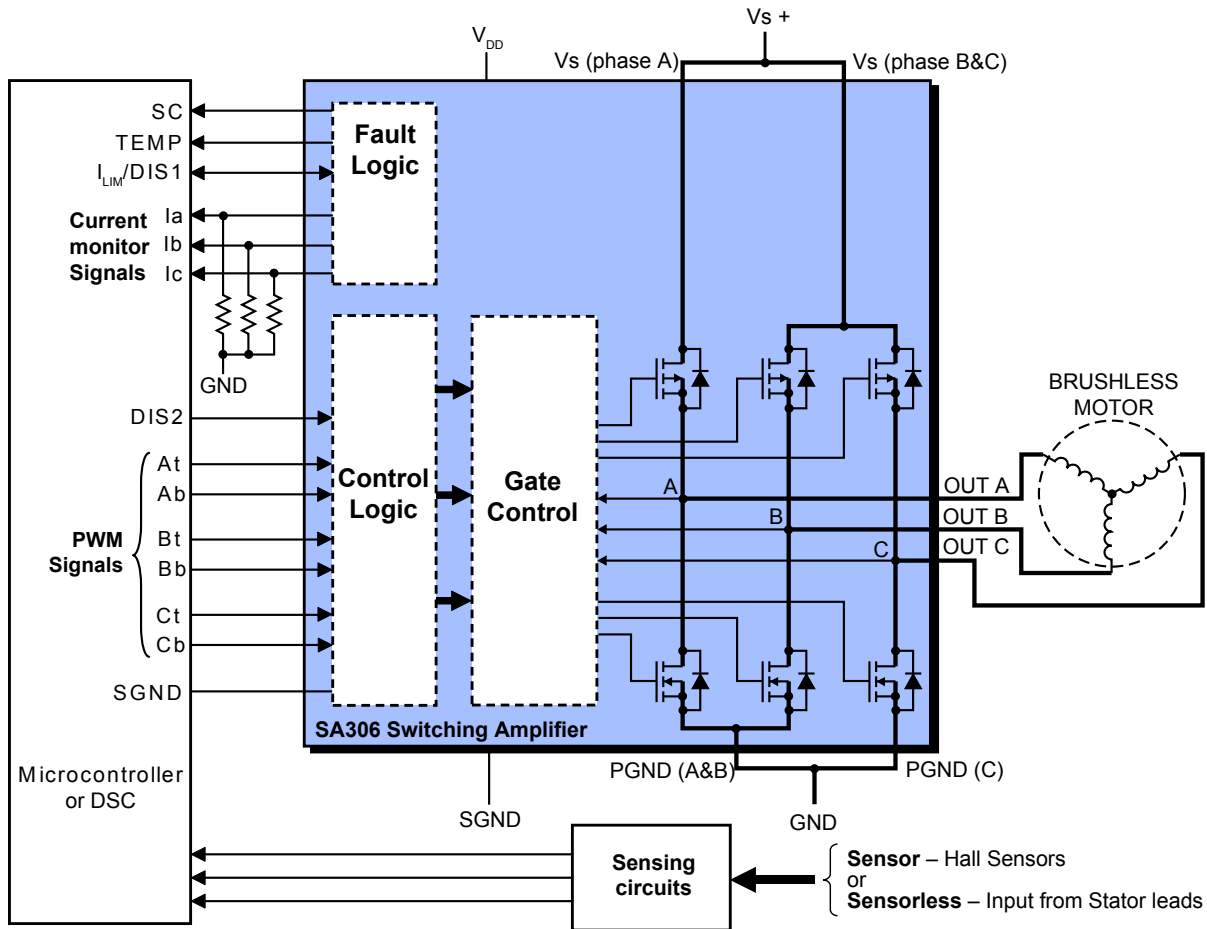 Vs +
V_DD
Vs (phase A)
Vs (phase B&C)
SC
TEMP
I_LIM/DIS1
Fault
Logic
Current
monitor
Signals
Ia
Ib
Ic
GND
DIS2
At
Ab
Bt
Bb
Ct
Cb
PWM
Signals
SGND
Control
Logic
Gate
Control
A
B
C
OUT A
OUT B
OUT C
BRUSHLESS
MOTOR
SA306 Switching Amplifier
PGND (A&B)
PGND (C)
Microcontroller
or DSC
SGND
GND
Sensing
circuits
Sensor – Hall Sensors
or
Sensorless – Input from Stator leads